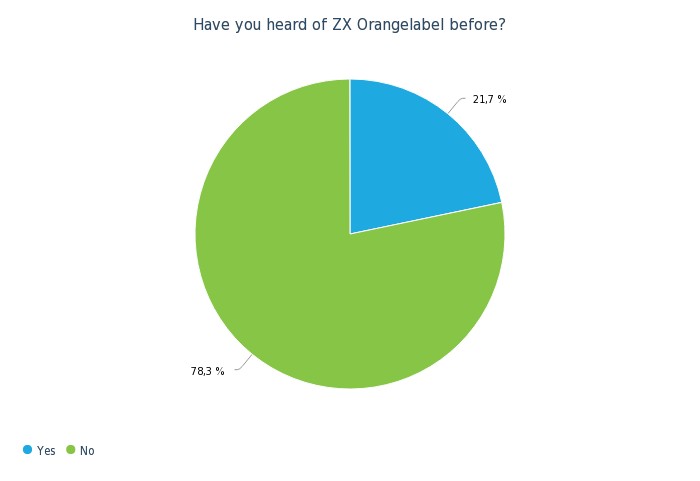 Have you heard of ZX Orangelabel before?
21,7 %
78,3 %
Yes No